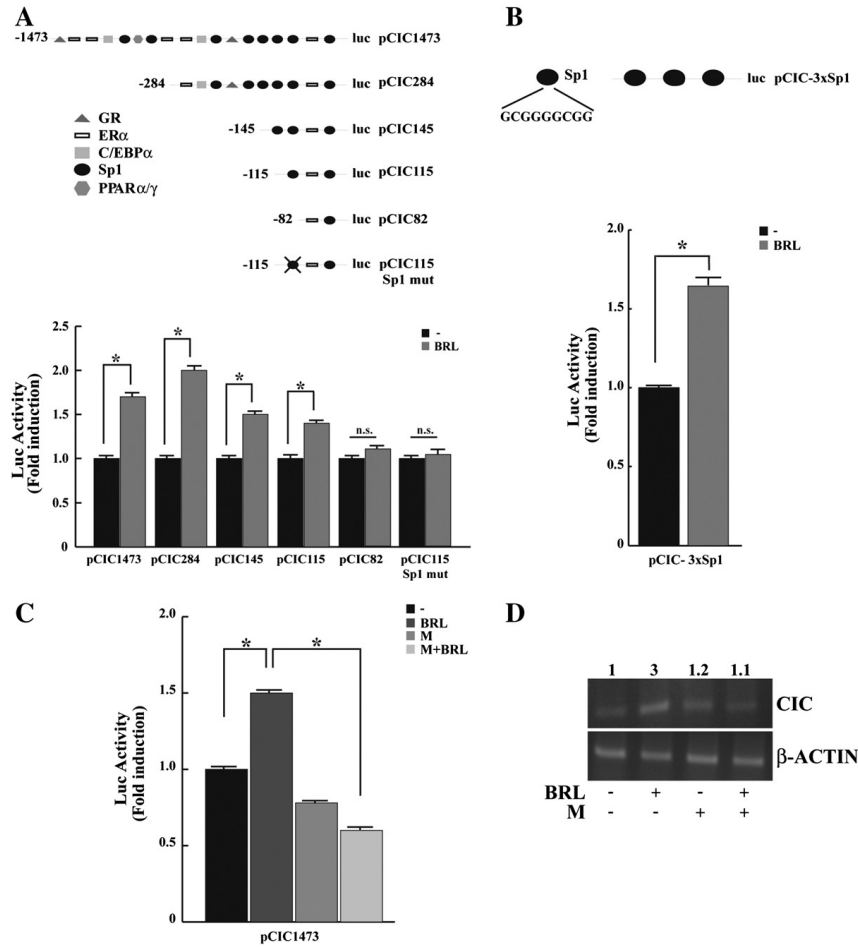 A
-1473 luc pCIC1473
-284 luc pCIC284
-145 luc pCIC145
-115 luc pCIC115
-82 luc pCIC82
-115 luc pCIC115
Sp1 mut
GR
ERα
C/EBPα
Sp1
PPARα/γ
2.5
2.0
1.5
1.0
0.5
0
Luc Activity
(Fold induction)
-
BRL
*
*
*
*
n.s.
n.s.
pCIC1473
pCIC284
pCIC145
pCIC115
pCIC82
pCIC115
Sp1 mut
B
Sp1
GCGGGGCGG
luc pCIC-3xSp1
2.0
1.5
1.0
0.5
0
Luc Activity
(Fold induction)
-
BRL
*
pCIC- 3xSp1
C
2.0
1.5
1.0
0.5
0
Luc Activity
(Fold induction)
-
BRL
M
M+BRL
*
*
pCIC1473
D
1 3 1.2 1.1
CIC
β-ACTIN
BRL - + - +
M - - + +